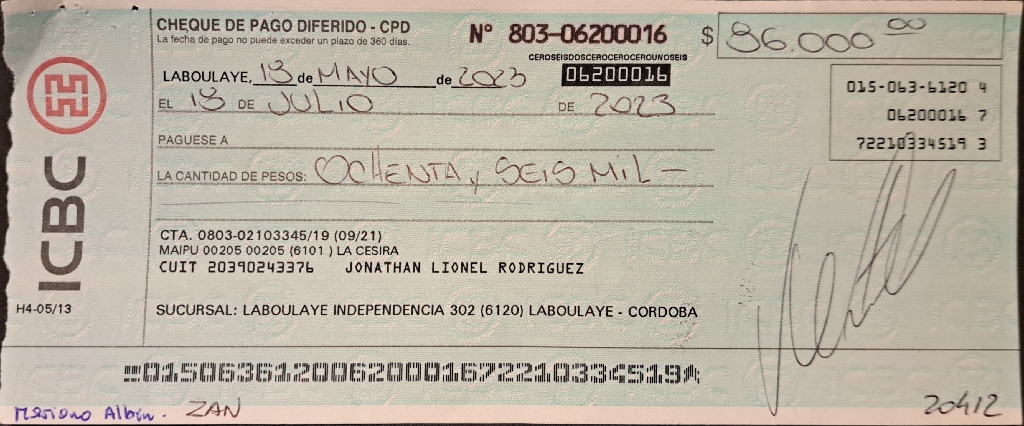 CHEQUE DE PAGO DIFERIDO - CPD
La fecha de pago no puede exceder un plazo de 360 días.
Nº 803-06200016
$ 86.000 00
CEROSEISDOSCEROCEROCEROUNOSEIS
LABOULAYE, 13 de MAYO de 2023
06200016
EL 13 DE JULIO DE 2023
015-063-6120 4
06200016 7
72210334519 3
PAGUESE A
LA CANTIDAD DE PESOS: OCHENTA y SEIS MIL —
ICBC
CTA. 0803-02103345/19 (09/21)
MAIPU 00205 00205 (6101 ) LA CESIRA
CUIT 20390243376 JONATHAN LIONEL RODRIGUEZ
H4-05/13
SUCURSAL: LABOULAYE INDEPENDENCIA 302 (6120) LABOULAYE - CORDOBA
01506361200620001672210334519
Mariano Albin. ZAN
20412